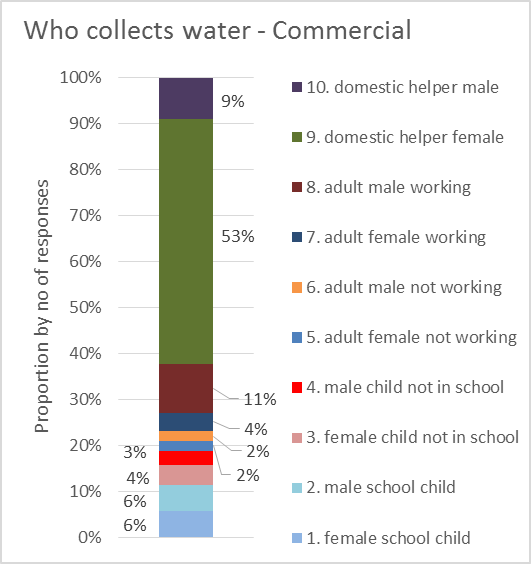 Who collects water - Commercial
Proportion by no of responses
100%
90%
80%
70%
60%
50%
40%
30%
20%
10%
0%
9%
53%
11%
4%
2%
2%
3%
4%
6%
6%
10. domestic helper male
9. domestic helper female
8. adult male working
7. adult female working
6. adult male not working
5. adult female not working
4. male child not in school
3. female child not in school
2. male school child
1. female school child